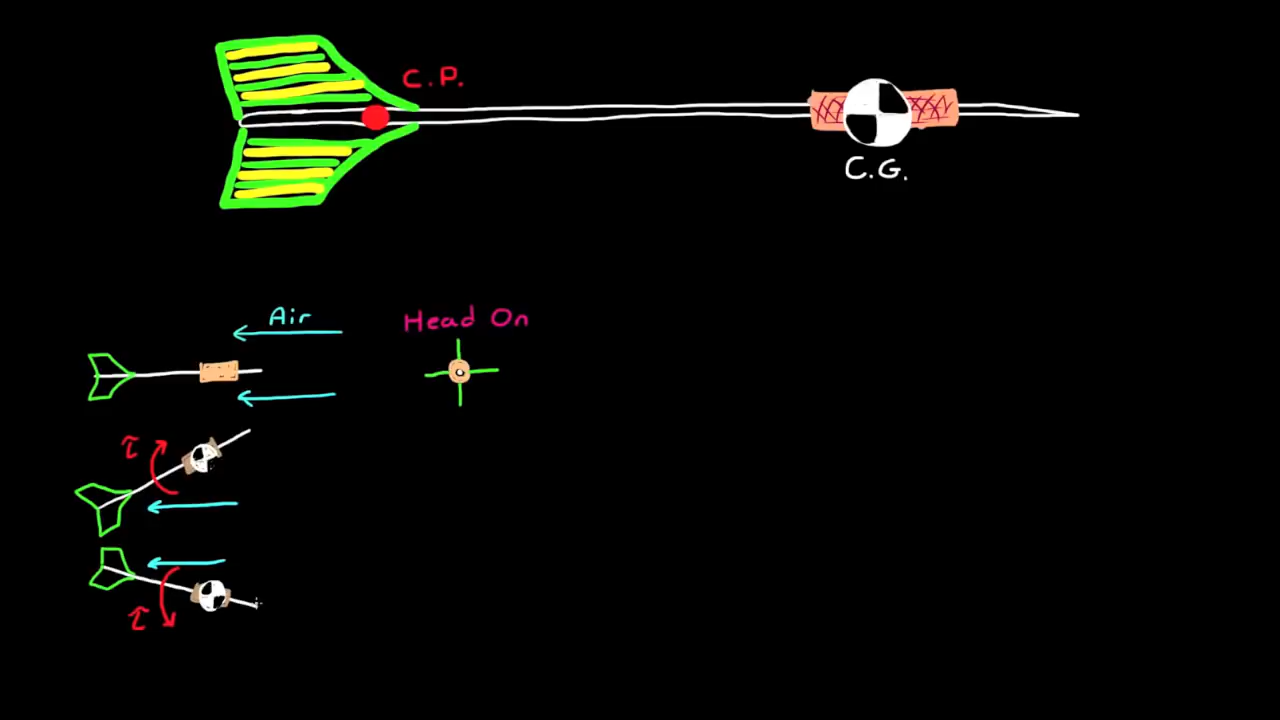 C.P.
C.G.
Air
Head On
τ
τ